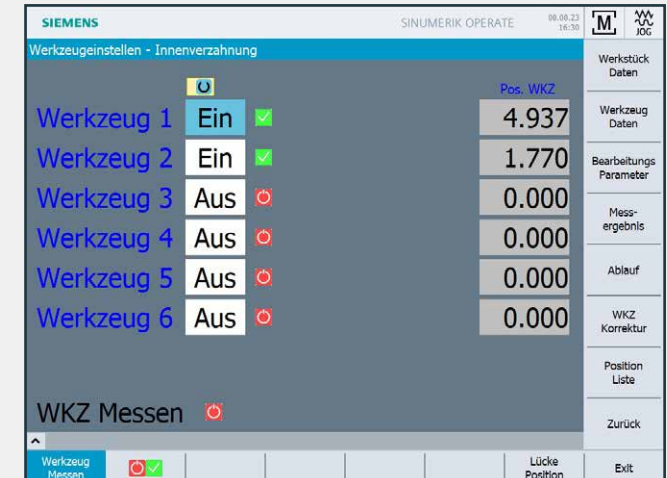 SIEMENS
SINUMERIK OPERATE
16:30
M
JOG
Werkzeugeinstellen - Innenverzahnung
Pos. WKZ
Werkzeug 1 Ein 4.937
Werkzeug 2 Ein 1.770
Werkzeug 3 Aus 0.000
Werkzeug 4 Aus 0.000
Werkzeug 5 Aus 0.000
Werkzeug 6 Aus 0.000
WKZ Messen
Werkstück
Daten
Werkzeug
Daten
Bearbeitungs
Parameter
Mess-
ergebnis
Ablauf
WKZ
Korrektur
Position
Liste
Zurück
Werkzeug
Messen
Lücke
Position
Exit